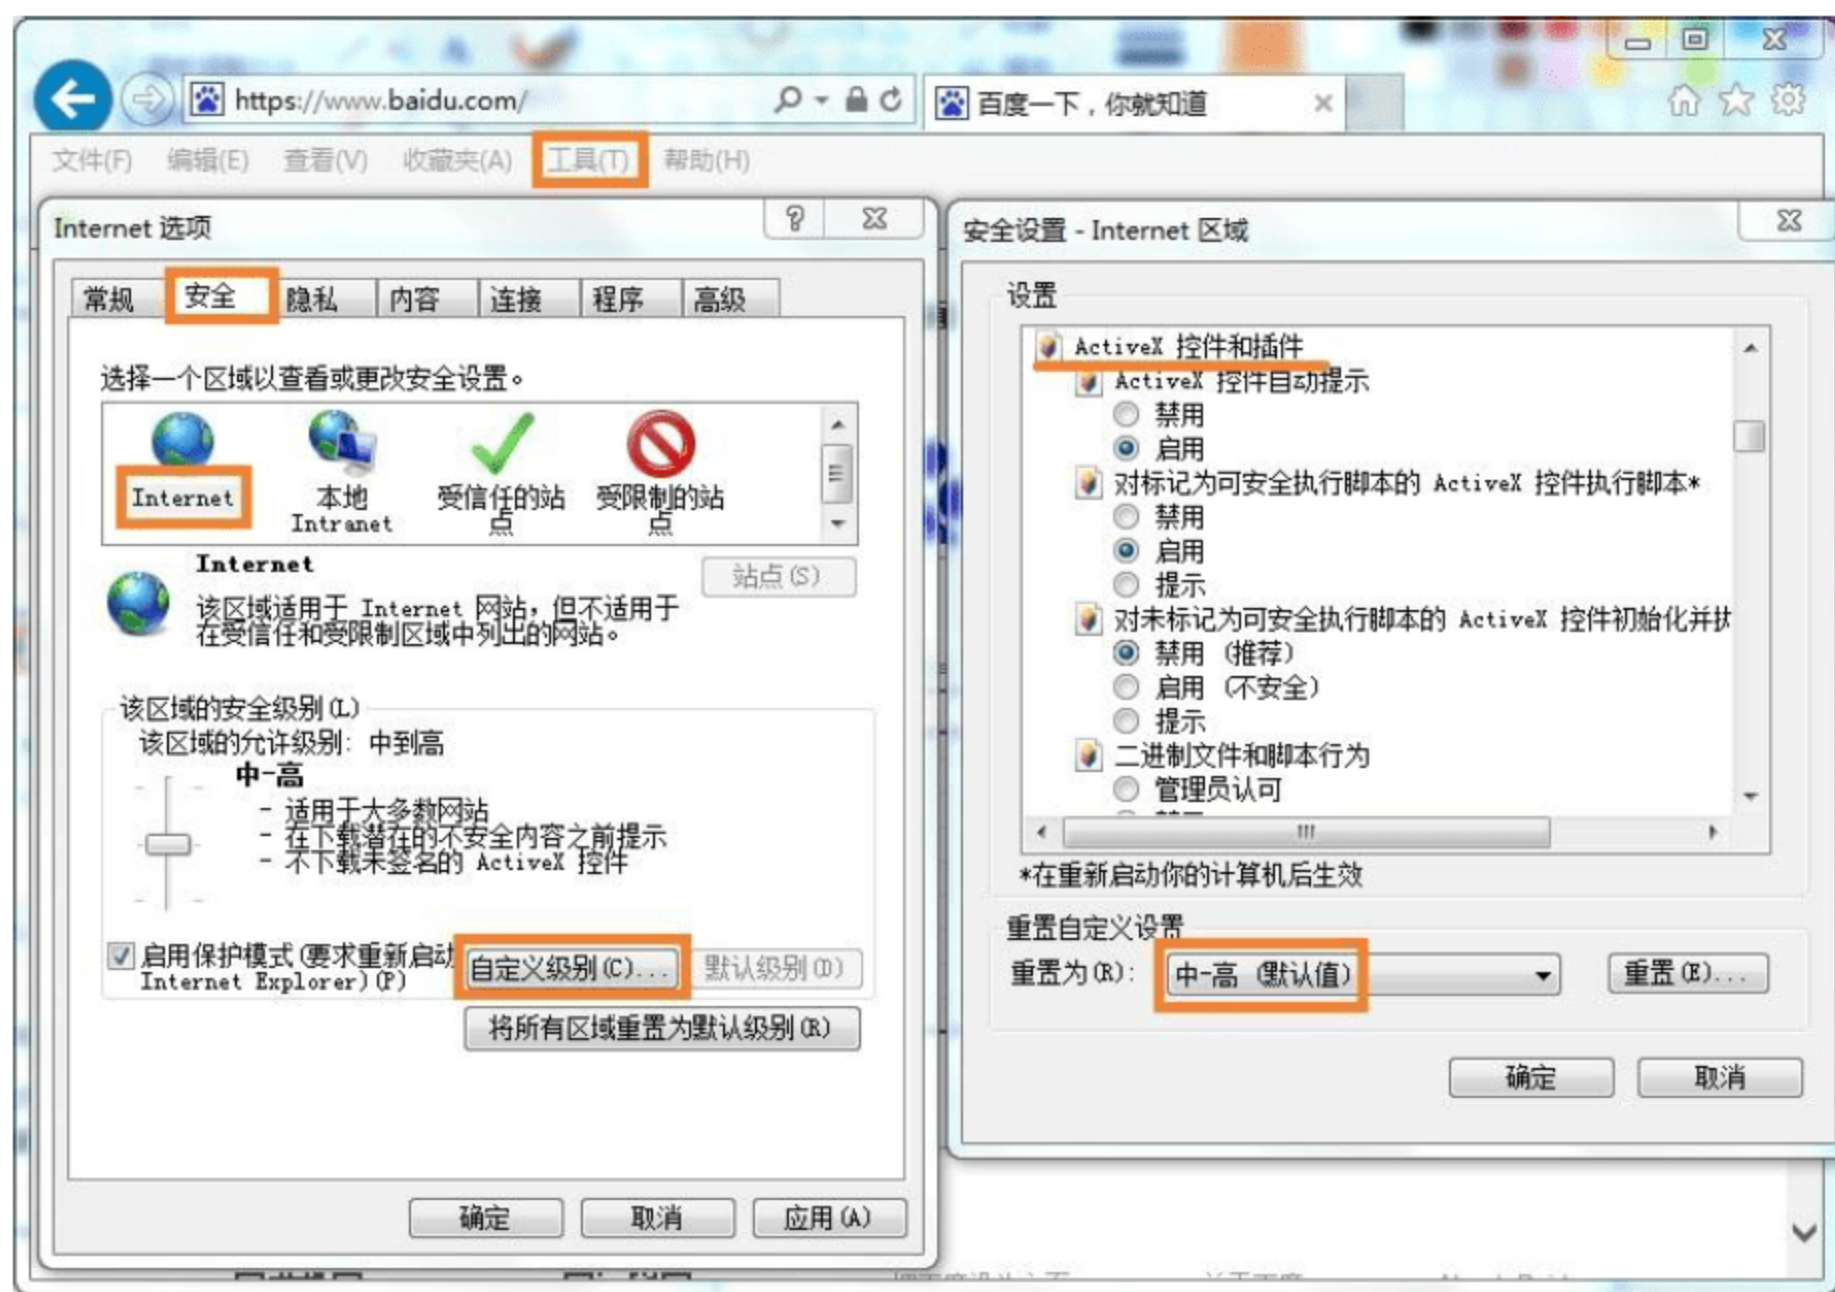 https://www.baidu.com/
百度一下，你就知道
文件(F) 编辑(E) 查看(V) 收藏夹(A) 工具(T) 帮助(H)
Internet 选项
常规 安全 隐私 内容 连接 程序 高级
选择一个区域以查看或更改安全设置。
Internet
本地
Intranet
受信任的站
点
受限制的站
点
Internet
站点(S)
该区域适用于 Internet 网站，但不适用于
在受信任和受限制区域中列出的网站。
该区域的安全级别(L)
该区域的允许级别: 中到高
中-高
- 适用于大多数网站
- 在下载潜在的不安全内容之前提示
- 不下载未签名的 ActiveX 控件
启用保护模式(要求重新启动
Internet Explorer)(P)
自定义级别(C)...
默认级别(D)
将所有区域重置为默认级别(R)
确定 取消 应用(A)
安全设置 - Internet 区域
设置
ActiveX 控件和插件
ActiveX 控件自动提示
禁用
启用
对标记为可安全执行脚本的 ActiveX 控件执行脚本*
禁用
启用
提示
对未标记为可安全执行脚本的 ActiveX 控件初始化并执
禁用 (推荐)
启用 (不安全)
提示
二进制文件和脚本行为
管理员认可
*在重新启动你的计算机后生效
重置自定义设置
重置为(R):
中-高 (默认值)
重置(E)...
确定 取消